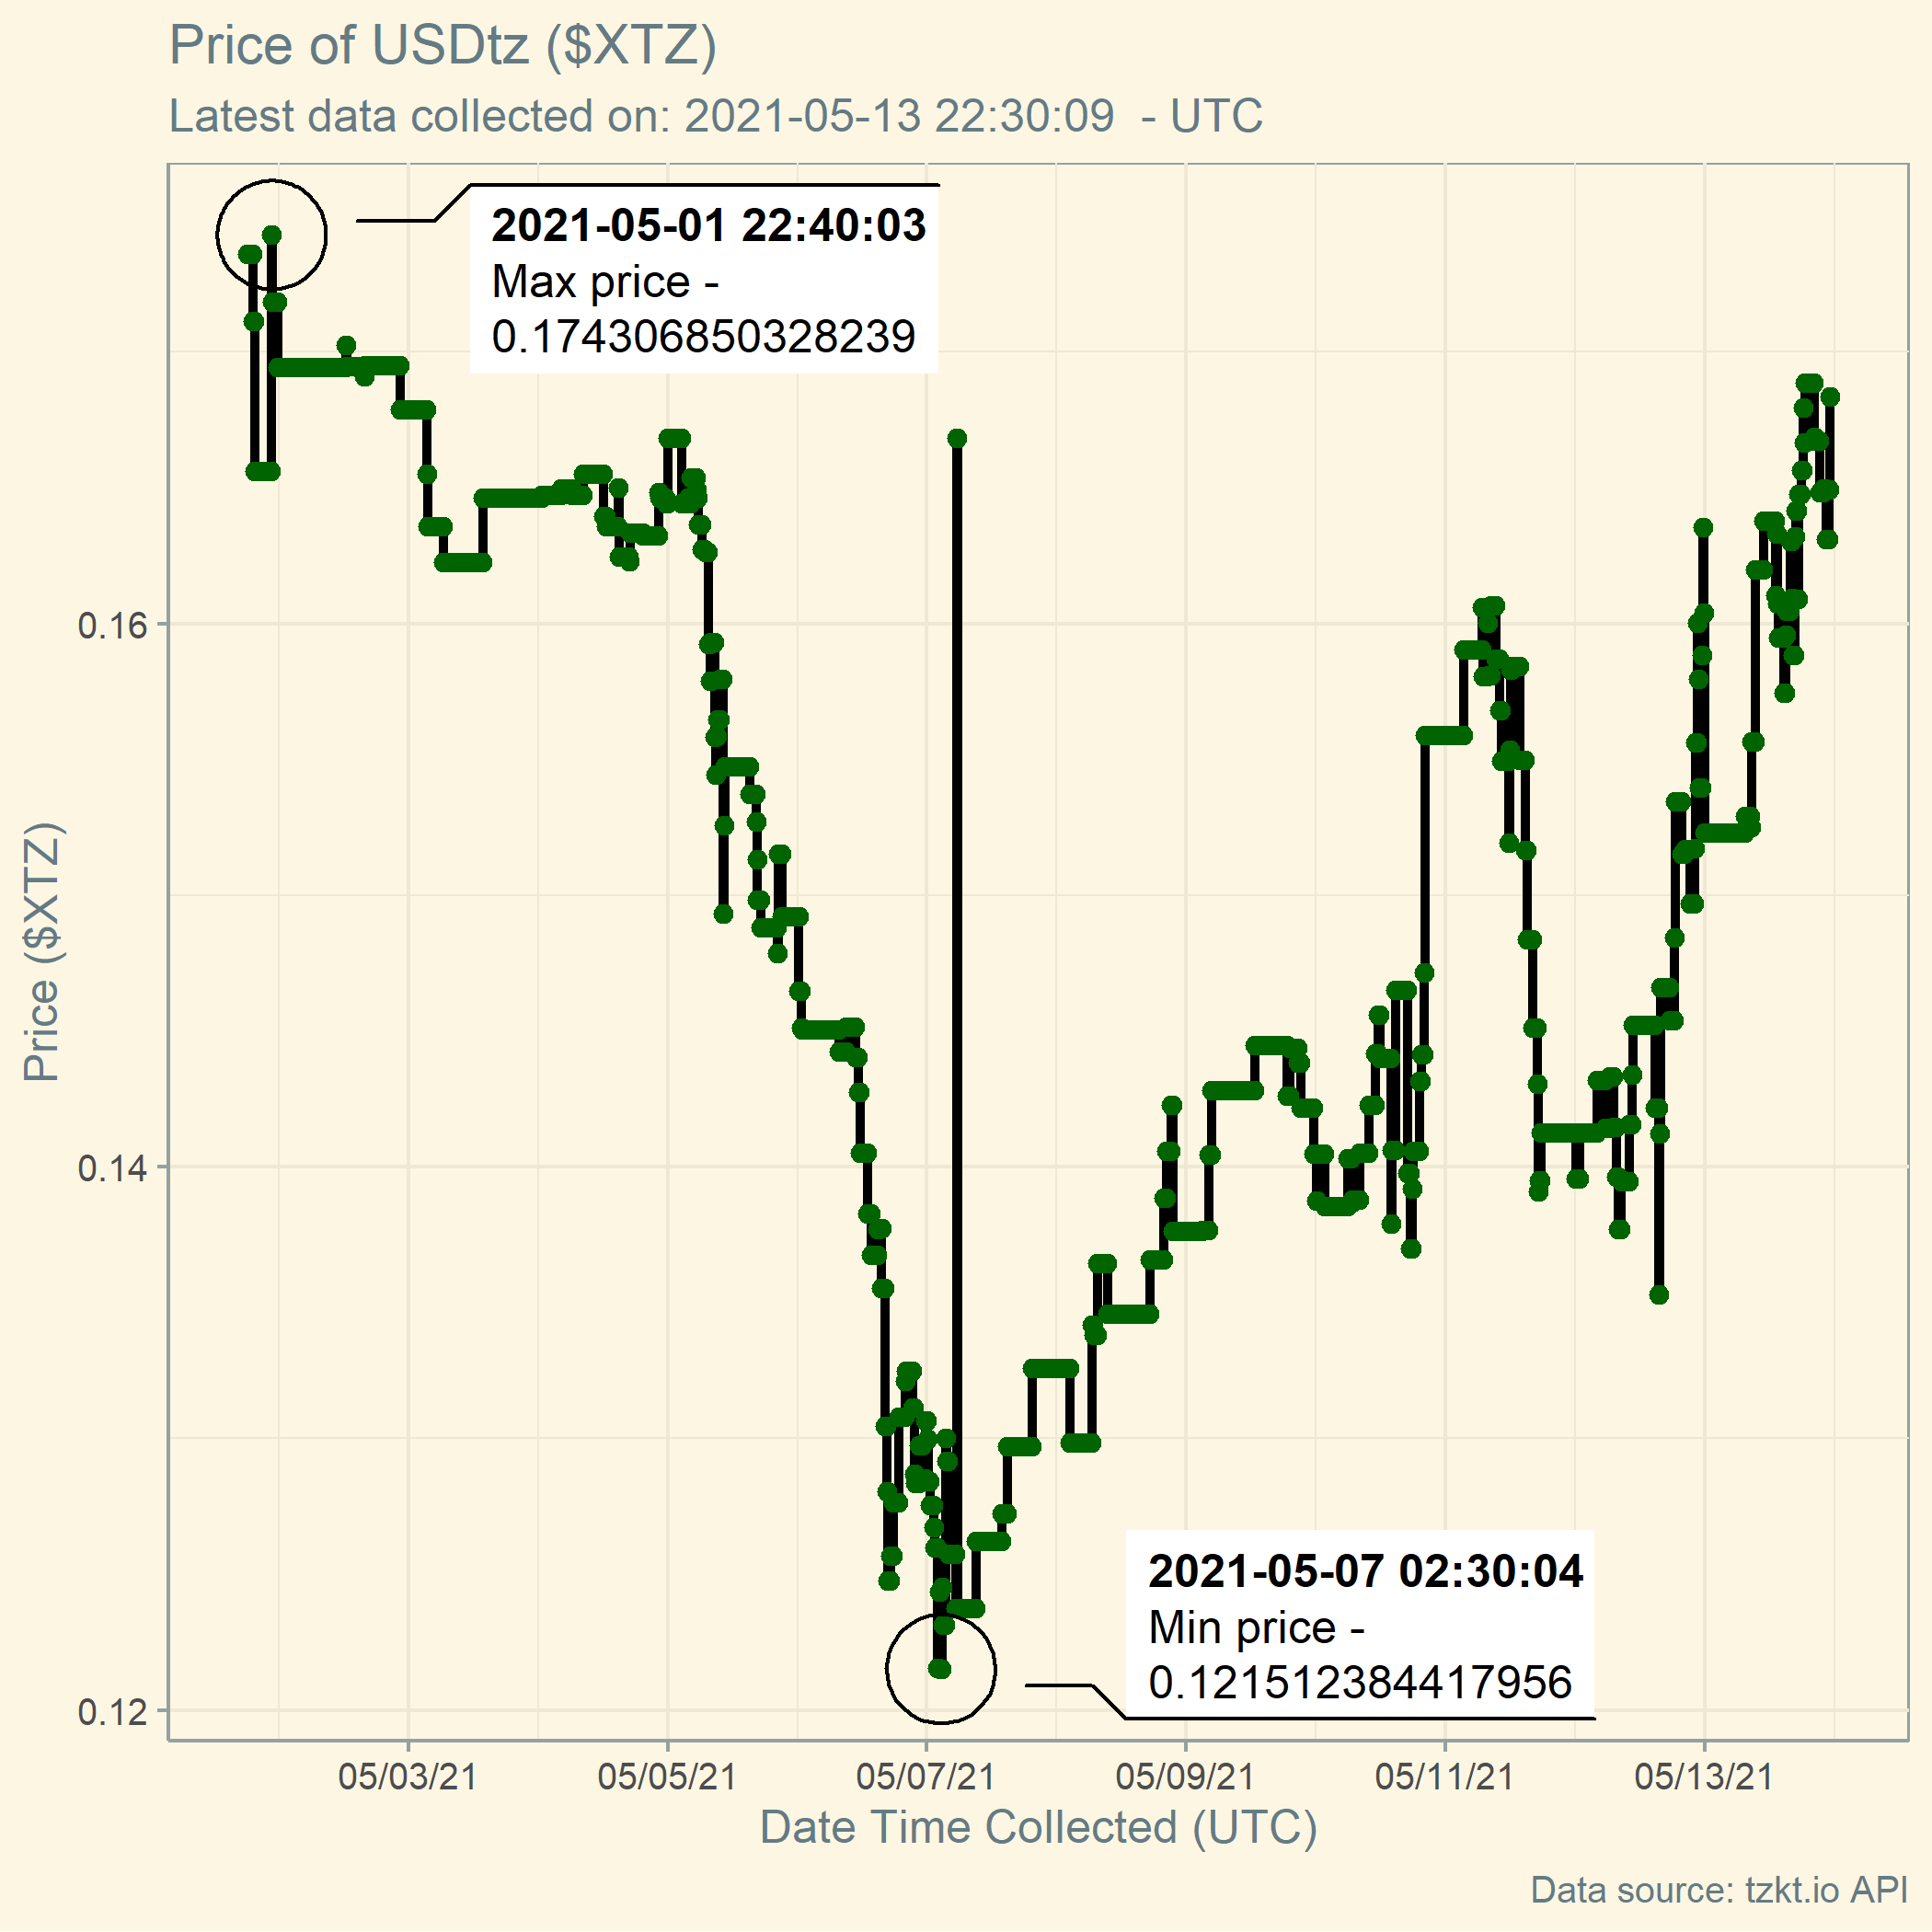 Price of USDtz ($XTZ)
Latest data collected on: 2021-05-13 22:30:09  - UTC
2021-05-01 22:40:03
Max price -
0.174306850328239
0.16
0.14
0.12
Price ($XTZ)
2021-05-07 02:30:04
Min price -
0.121512384417956
05/03/21 05/05/21 05/07/21 05/09/21 05/11/21 05/13/21
Date Time Collected (UTC)
Data source: tzkt.io API